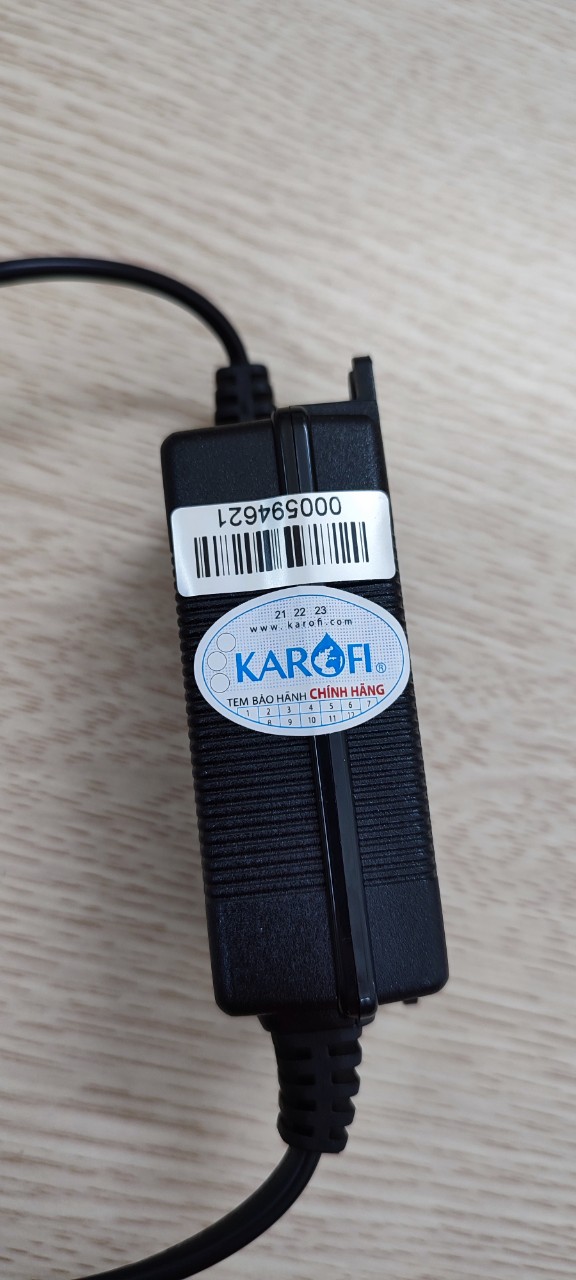 000594621
21 22 23
www.karofi.com
KAROFI®
TEM BẢO HÀNH CHÍNH HÃNG
1 2 3 4 5 6 7
8 9 10 11 12